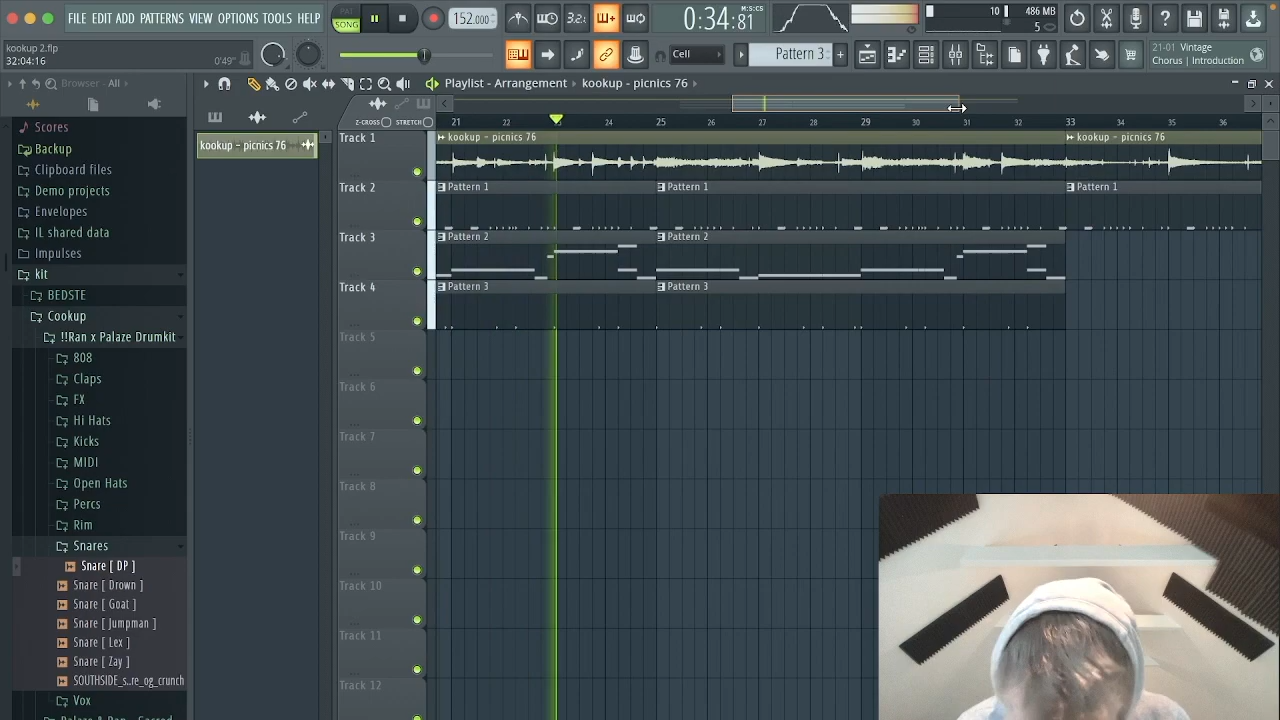 FILE EDIT ADD PATTERNS VIEW OPTIONS TOOLS HELP
PAT
SONG
152.000
3 2 1
0:34:81
M:S:CS
10
486 MB
5
kookup 2.flp
32:04:16
0'49"
Cell
Pattern 3
21-01 Vintage
Chorus | Introduction
Browser - All
Playlist - Arrangement › kookup - picnics 76 ›
Z-CROSS
STRETCH
21 22 23 24 25 26 27 28 29 30 31 32 33 34 35 36
Scores
Backup
Clipboard files
Demo projects
Envelopes
IL shared data
Impulses
kit
BEDSTE
Cookup
!!Ran x Palaze Drumkit
808
Claps
FX
Hi Hats
Kicks
MIDI
Open Hats
Percs
Rim
Snares
Snare [ DP ]
Snare [ Drown ]
Snare [ Goat ]
Snare [ Jumpman ]
Snare [ Lex ]
Snare [ Zay ]
SOUTHSIDE_s..re_og_crunch
Vox
kookup - picnics 76
Track 1
kookup - picnics 76
kookup - picnics 76
Track 2
Pattern 1
Pattern 1
Pattern 1
Track 3
Pattern 2
Pattern 2
Track 4
Pattern 3
Pattern 3
Track 5
Track 6
Track 7
Track 8
Track 9
Track 10
Track 11
Track 12